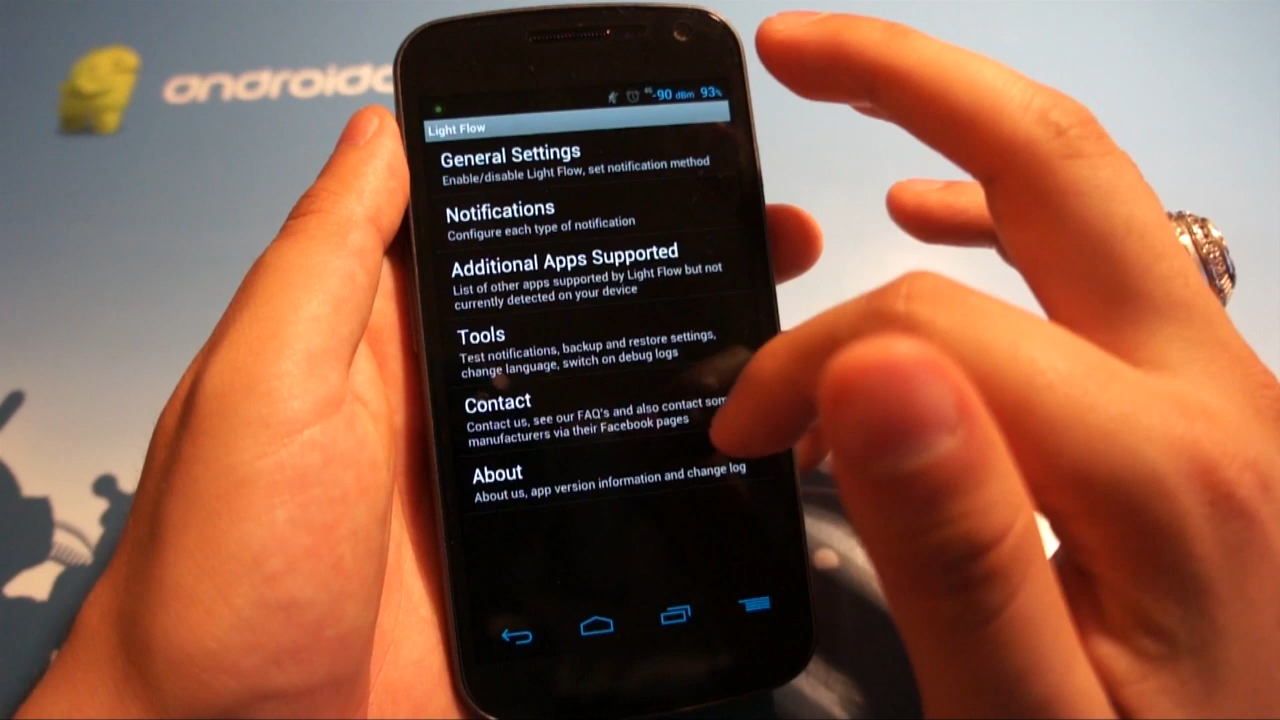 android
4G -90 dBm 93%
Light Flow
General Settings
Enable/disable Light Flow, set notification method
Notifications
Configure each type of notification
Additional Apps Supported
List of other apps supported by Light Flow but not
currently detected on your device
Tools
Test notifications, backup and restore settings,
change language, switch on debug logs
Contact
Contact us, see our FAQ's and also contact som
manufacturers via their Facebook pages
About
About us, app version information and change log